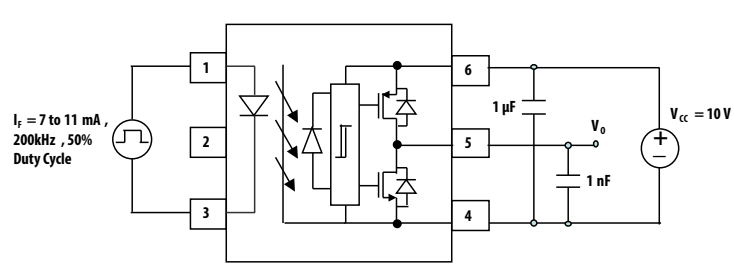 1
6
I_F = 7 to 11 mA ,
200kHz , 50%
Duty Cycle
2
1 µF
V_CC = 10 V
V_o
5
1 nF
3
4